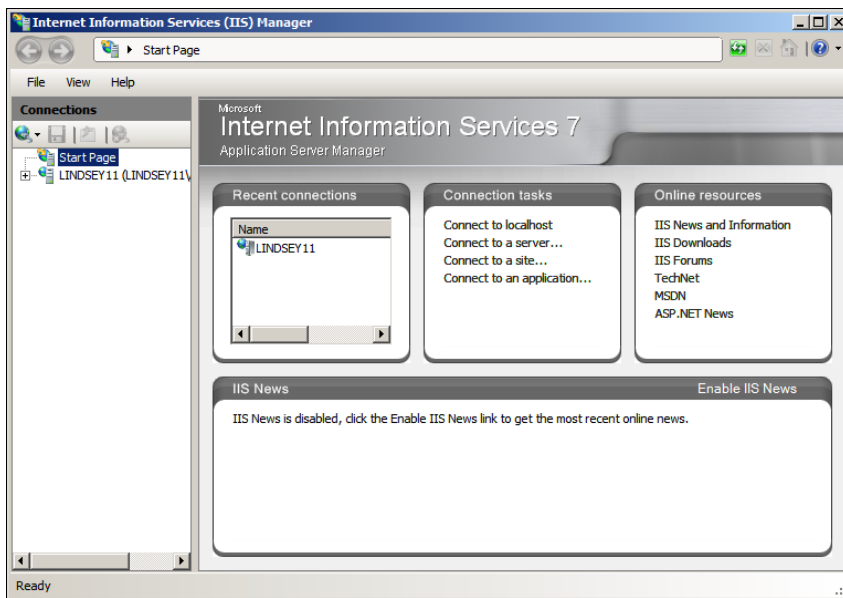 Internet Information Services (IIS) Manager
Start Page
File View Help
Connections
Start Page
LINDSEY11 (LINDSEY11\
Microsoft
Internet Information Services 7
Application Server Manager
Recent connections
Name
LINDSEY11
Connection tasks
Connect to localhost
Connect to a server...
Connect to a site...
Connect to an application...
Online resources
IIS News and Information
IIS Downloads
IIS Forums
TechNet
MSDN
ASP.NET News
IIS News Enable IIS News
IIS News is disabled, click the Enable IIS News link to get the most recent online news.
Ready